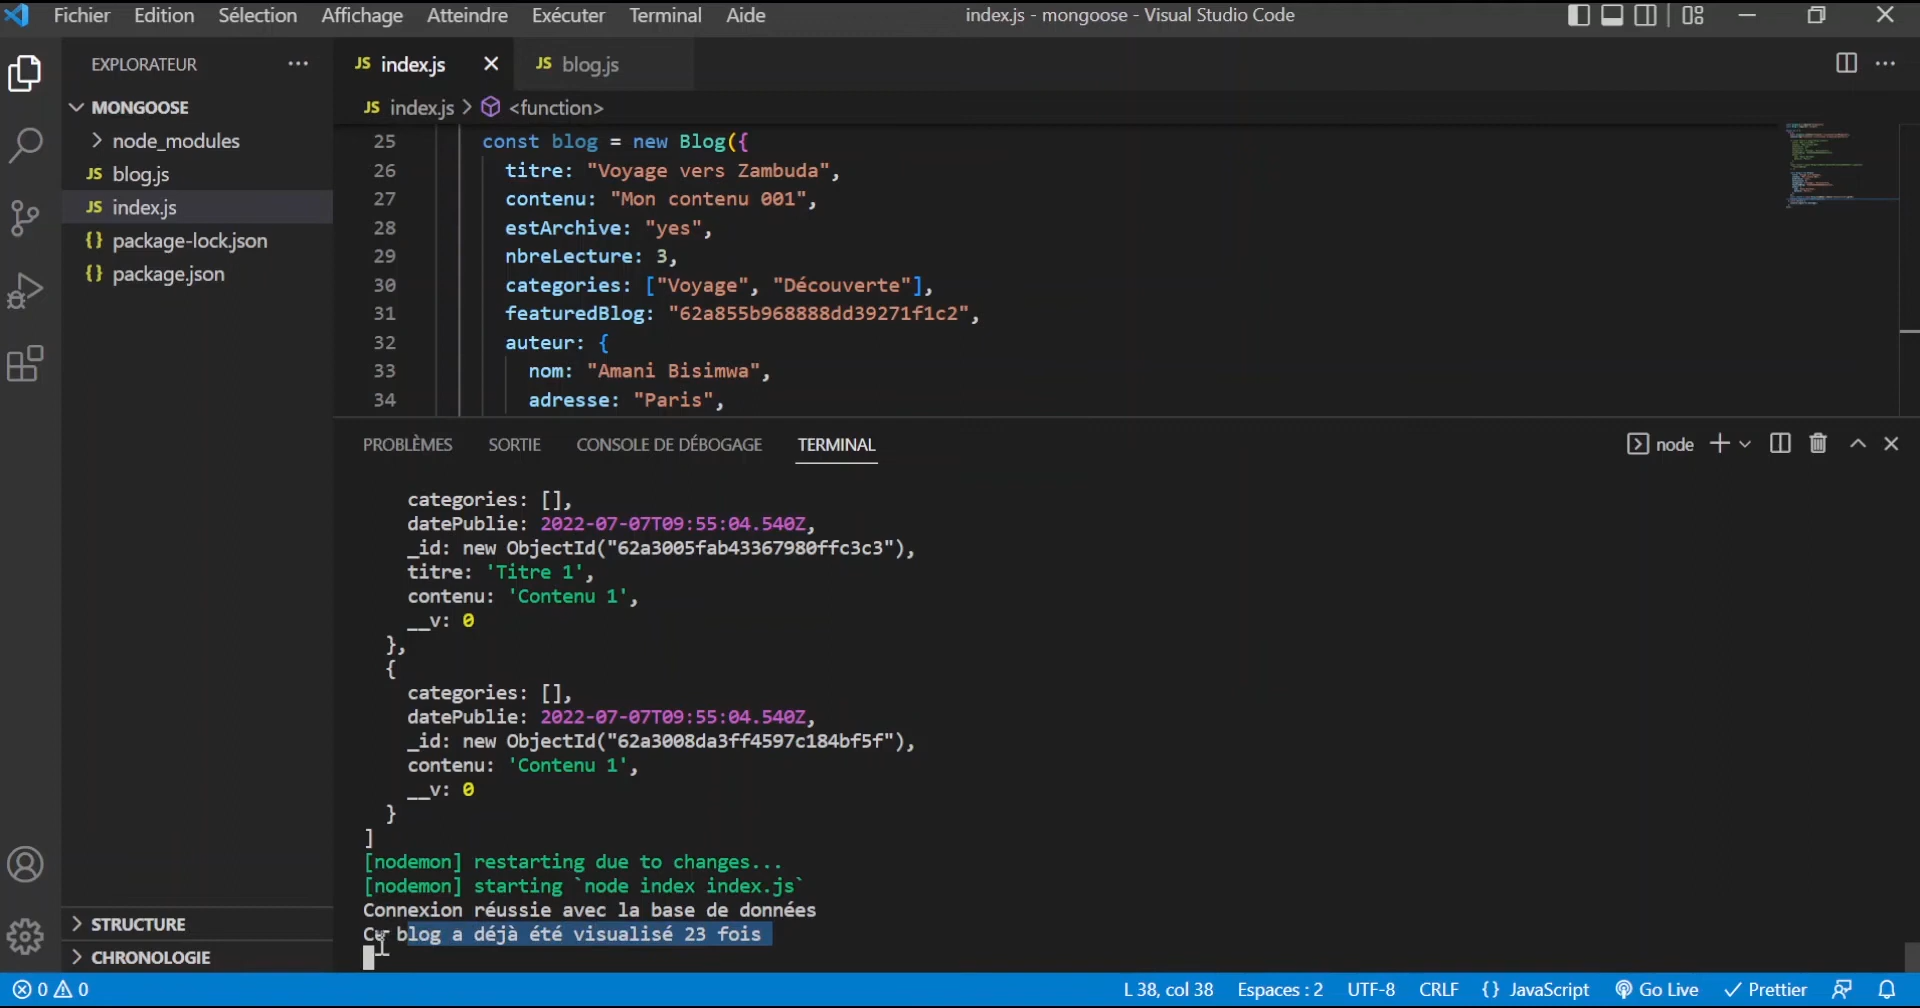 Fichier Edition Sélection Affichage Atteindre Exécuter Terminal Aide index.js - mongoose - Visual Studio Code
EXPLORATEUR
MONGOOSE
node_modules
JS blog.js
JS index.js
{} package-lock.json
{} package.json
STRUCTURE
CHRONOLOGIE
JS index.js
JS blog.js
JS index.js > <function>
25 const blog = new Blog({
26 titre: "Voyage vers Zambuda",
27 contenu: "Mon contenu 001",
28 estArchive: "yes",
29 nbreLecture: 3,
30 categories: ["Voyage", "Découverte"],
31 featuredBlog: "62a855b968888dd39271f1c2",
32 auteur: {
33 nom: "Amani Bisimwa",
34 adresse: "Paris",
PROBLÈMES SORTIE CONSOLE DE DÉBOGAGE TERMINAL node
categories: [],
datePublie: 2022-07-07T09:55:04.540Z,
_id: new ObjectId("62a3005fab43367980ffc3c3"),
titre: 'Titre 1',
contenu: 'Contenu 1',
__v: 0
},
{
categories: [],
datePublie: 2022-07-07T09:55:04.540Z,
_id: new ObjectId("62a3008da3ff4597c184bf5f"),
contenu: 'Contenu 1',
__v: 0
}
]
[nodemon] restarting due to changes...
[nodemon] starting `node index index.js`
Connexion réussie avec la base de données
blog a déjà été visualisé 23 fois
0 0 L 38, col 38 Espaces : 2 UTF-8 CRLF {} JavaScript Go Live Prettier